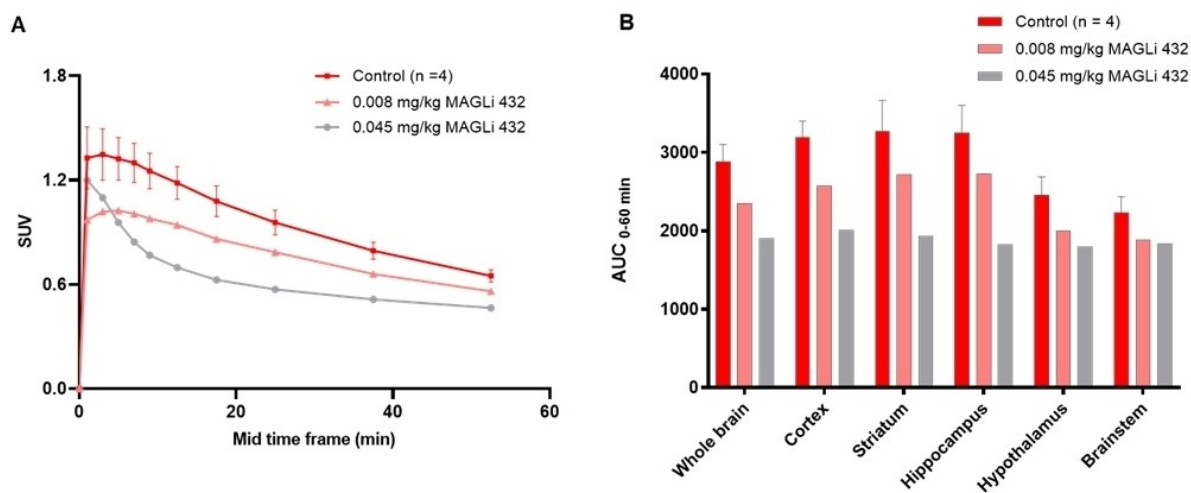 A
SUV
1.8
1.2
0.6
0.0
Control (n =4)
0.008 mg/kg MAGLi 432
0.045 mg/kg MAGLi 432
0
20
40
60
Mid time frame (min)
B
AUC 0-60 min
4000
3000
2000
1000
0
Control (n = 4)
0.008 mg/kg MAGLi 432
0.045 mg/kg MAGLi 432
Whole brain
Cortex
Striatum
Hippocampus
Hypothalamus
Brainstem